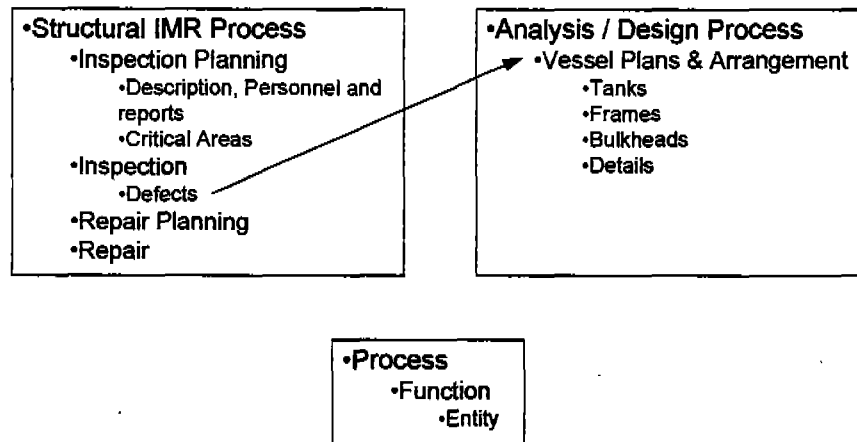 •Structural IMR Process
•Inspection Planning
•Description, Personnel and
reports
•Critical Areas
•Inspection
•Defects
•Repair Planning
•Repair
•Analysis / Design Process
•Vessel Plans & Arrangement
•Tanks
•Frames
•Bulkheads
•Details
•Process
•Function
•Entity